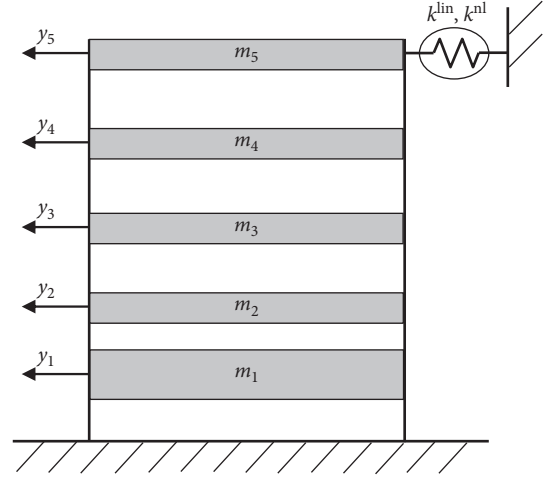 k^lin, k^nl
y₅
m₅
y₄
m₄
y₃
m₃
y₂
m₂
y₁
m₁